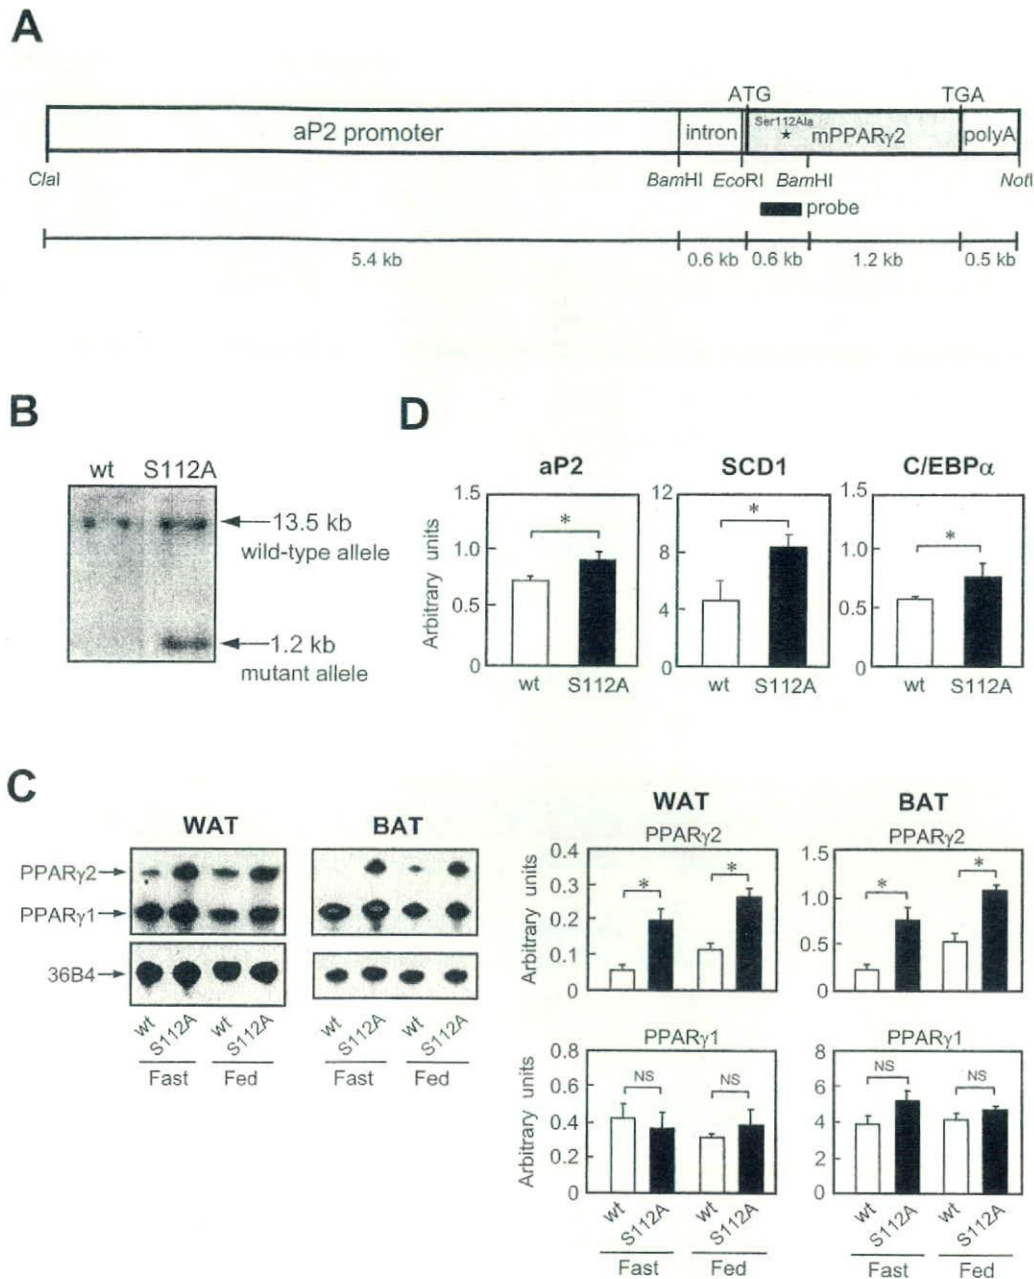 A
ATG TGA
aP2 promoter intron Ser112Ala ★ mPPARγ2 polyA
ClaI BamHI EcoRI BamHI NotI
probe
5.4 kb 0.6 kb 0.6 kb 1.2 kb 0.5 kb
B
wt S112A
13.5 kb
wild-type allele
1.2 kb
mutant allele
D
aP2 SCD1 C/EBPα
Arbitrary units
1.5
1.0
0.5
0
*
wt S112A
12
8
4
0
*
wt S112A
1.5
1.0
0.5
0
*
wt S112A
C
WAT BAT
PPARγ2
PPARγ1
36B4
wt S112A wt S112A wt S112A wt S112A
Fast Fed Fast Fed
WAT
PPARγ2
Arbitrary units
0.4
0.3
0.2
0.1
0
* *
BAT
PPARγ2
1.5
1.0
0.5
0
* *
PPARγ1
Arbitrary units
0.8
0.6
0.4
0.2
0
NS NS
wt S112A wt S112A
Fast Fed
PPARγ1
8
6
4
2
0
NS NS
wt S112A wt S112A
Fast Fed